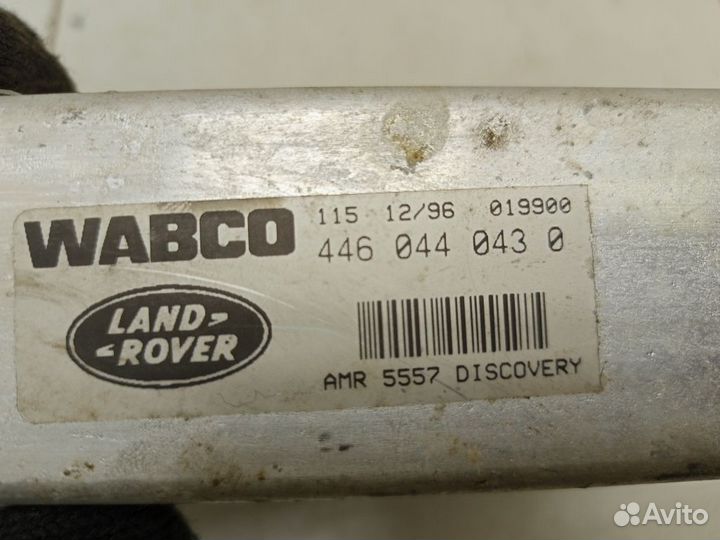 WABCO
115 12/96 019900
446 044 043 0
LAND
ROVER
AMR 5557 DISCOVERY
Avito